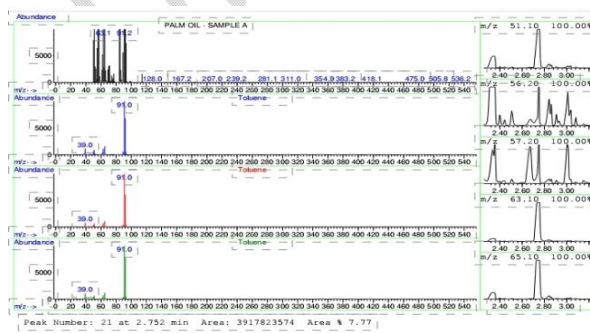 Abundance
PALM OIL - SAMPLE A
63.1 91.2
5000
128.0 167.2 207.0 239.2 281.1 311.0 354.9 383.2 418.1 475.0 505.8 536.2
0
m/z--> 0 20 40 60 80 100 120 140 160 180 200 220 240 260 280 300 320 340 360 380 400 420 440 460 480 500 520 540
Abundance
Toluene
91.0
5000
39.0
0
m/z--> 0 20 40 60 80 100 120 140 160 180 200 220 240 260 280 300 320 340 360 380 400 420 440 460 480 500 520 540
Abundance
Toluene
91.0
5000
39.0
0
m/z--> 0 20 40 60 80 100 120 140 160 180 200 220 240 260 280 300 320 340 360 380 400 420 440 460 480 500 520 540
Abundance
Toluene
91.0
5000
39.0
0
m/z--> 0 20 40 60 80 100 120 140 160 180 200 220 240 260 280 300 320 340 360 380 400 420 440 460 480 500 520 540
m/z 51.10 100.00%
2.40 2.60 2.80 3.00
m/z 56.20 100.00%
2.40 2.60 2.80 3.00
m/z 57.20 100.00%
2.40 2.60 2.80 3.00
m/z 63.10 100.00%
2.40 2.60 2.80 3.00
m/z 65.10 100.00%
2.40 2.60 2.80 3.00
Peak Number: 21 at 2.752 min Area: 3917823574 Area % 7.77